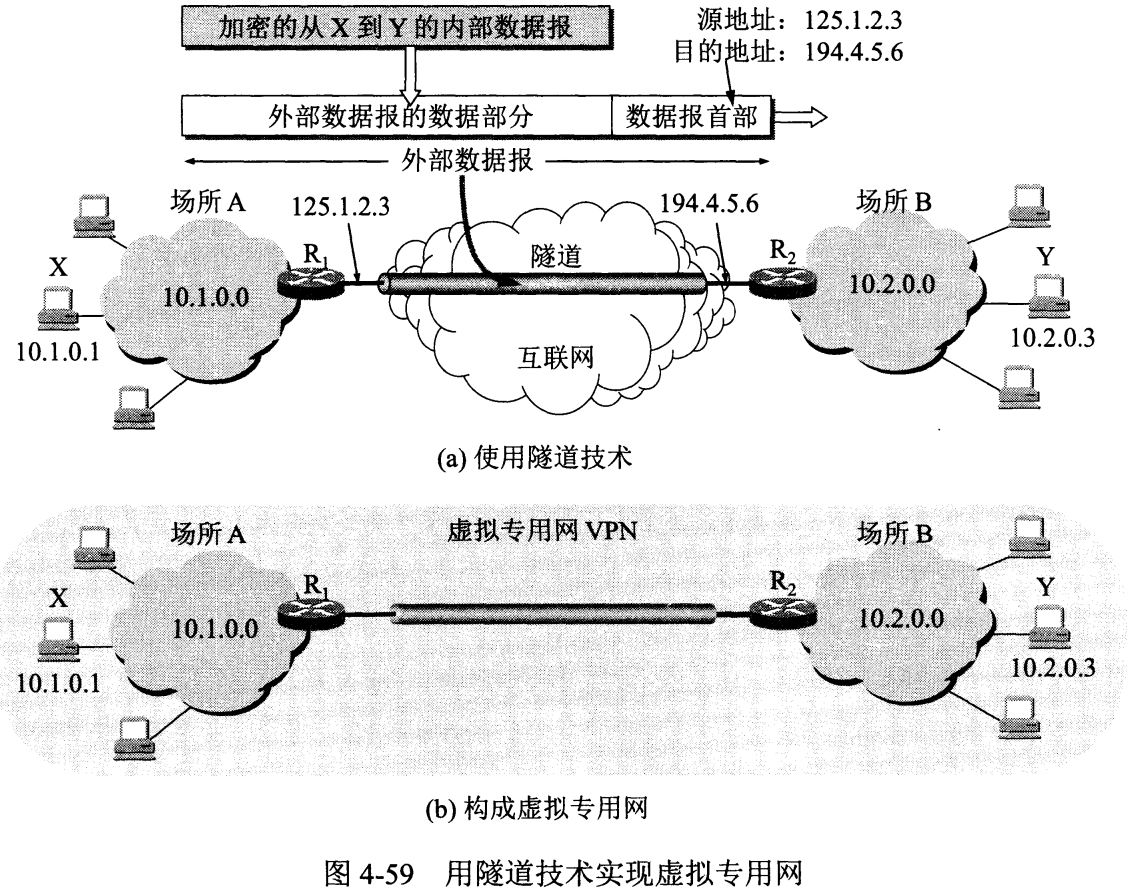 加密的从 X 到 Y 的内部数据报
源地址：125.1.2.3
目的地址：194.4.5.6
外部数据报的数据部分
数据报首部
外部数据报
场所 A
125.1.2.3
194.4.5.6
场所 B
X
R1
隧道
R2
Y
10.1.0.0
10.2.0.0
10.1.0.1
互联网
10.2.0.3
(a) 使用隧道技术
场所 A
虚拟专用网 VPN
场所 B
X
R1
R2
Y
10.1.0.0
10.2.0.0
10.1.0.1
10.2.0.3
(b) 构成虚拟专用网
图 4-59 用隧道技术实现虚拟专用网